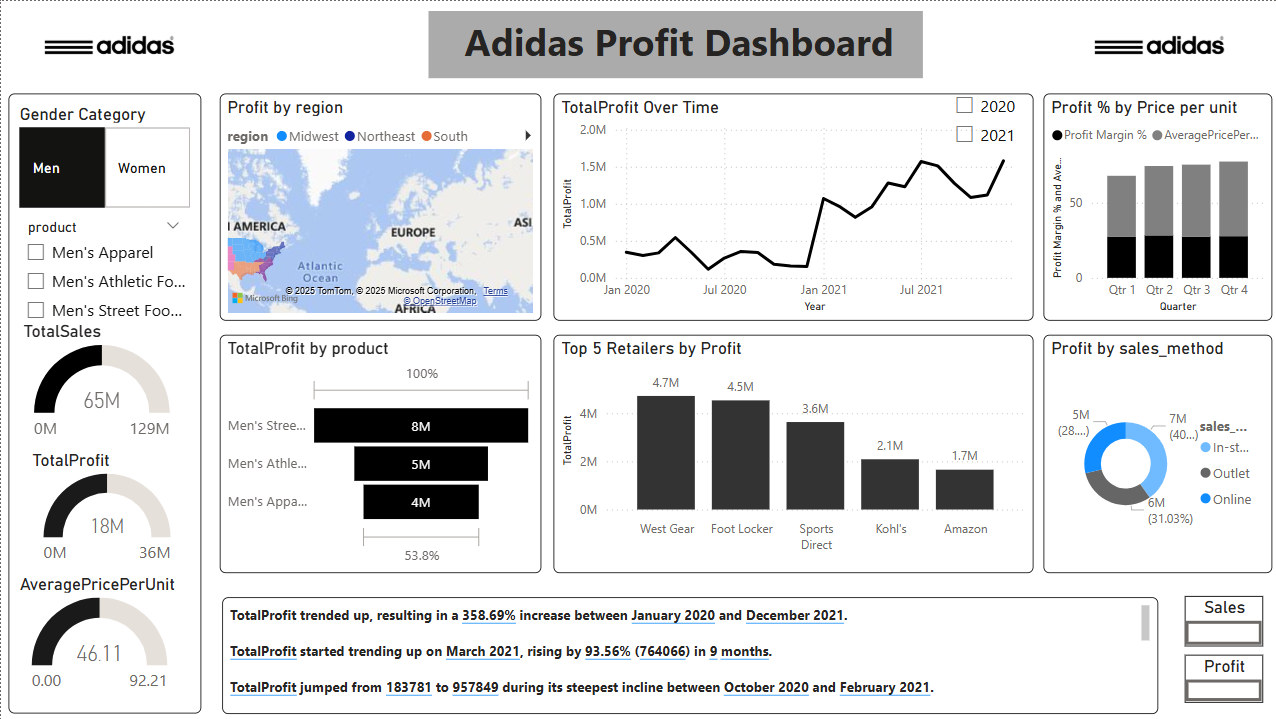 adidas
Adidas Profit Dashboard
adidas
Gender Category
Men
Women
product
Men's Apparel
Men's Athletic Fo...
Men's Street Foo...
TotalSales
65M
0M
129M
TotalProfit
18M
0M
36M
AveragePricePerUnit
46.11
0.00
92.21
Profit by region
region
Midwest
Northeast
South
AMERICA
EUROPE
ASI
Atlantic
Ocean
AFRICA
Microsoft Bing
© 2025 TomTom, © 2025 Microsoft Corporation, Terms
© OpenStreetMap
TotalProfit Over Time
2020
2021
TotalProfit
2.0M
1.5M
1.0M
0.5M
0.0M
Jan 2020
Jul 2020
Jan 2021
Jul 2021
Year
Profit % by Price per unit
Profit Margin %
AveragePricePer...
Profit Margin % and Ave...
50
0
Qtr 1
Qtr 2
Qtr 3
Qtr 4
Quarter
TotalProfit by product
100%
Men's Stree...
8M
Men's Athle...
5M
Men's Appa...
4M
53.8%
Top 5 Retailers by Profit
TotalProfit
4M
2M
0M
4.7M
4.5M
3.6M
2.1M
1.7M
West Gear
Foot Locker
Sports
Direct
Kohl's
Amazon
Profit by sales_method
5M
(28....)
7M
(40...)
6M
(31.03%)
sales_...
In-st...
Outlet
Online
TotalProfit trended up, resulting in a 358.69% increase between January 2020 and December 2021.
TotalProfit started trending up on March 2021, rising by 93.56% (764066) in 9 months.
TotalProfit jumped from 183781 to 957849 during its steepest incline between October 2020 and February 2021.
Sales
Profit